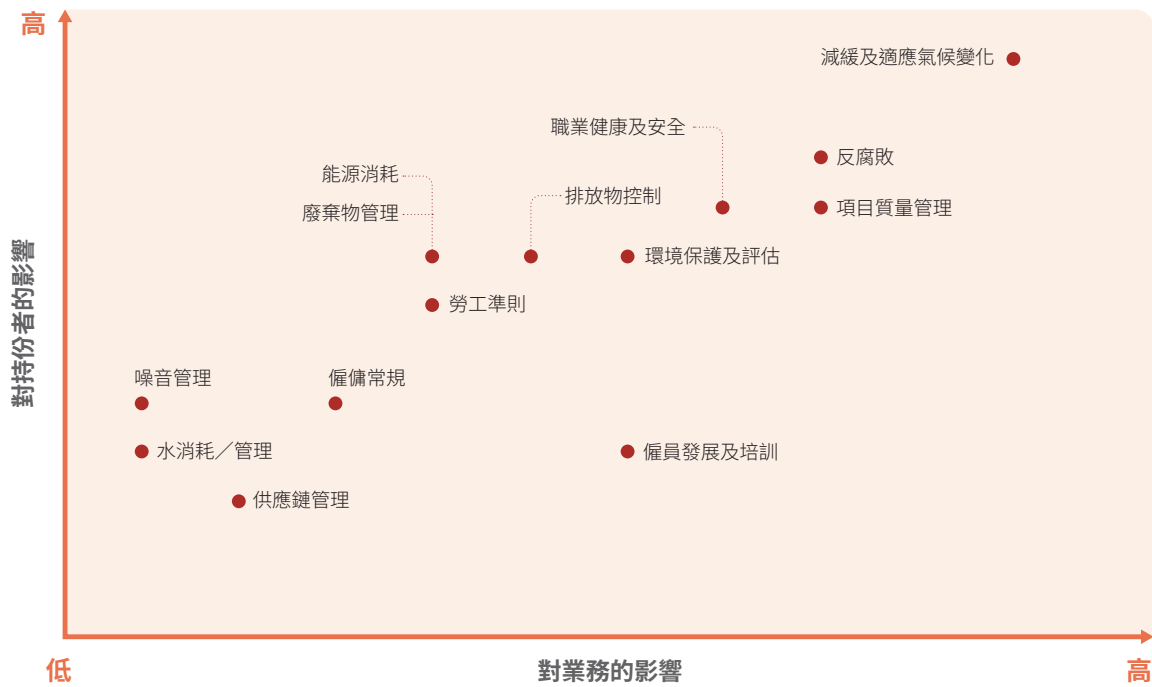 高
減緩及適應氣候變化
職業健康及安全
反腐敗
能源消耗
排放物控制
廢棄物管理
項目質量管理
環境保護及評估
勞工準則
對持份者的影響
噪音管理
僱傭常規
水消耗／管理
僱員發展及培訓
供應鏈管理
低
對業務的影響
高